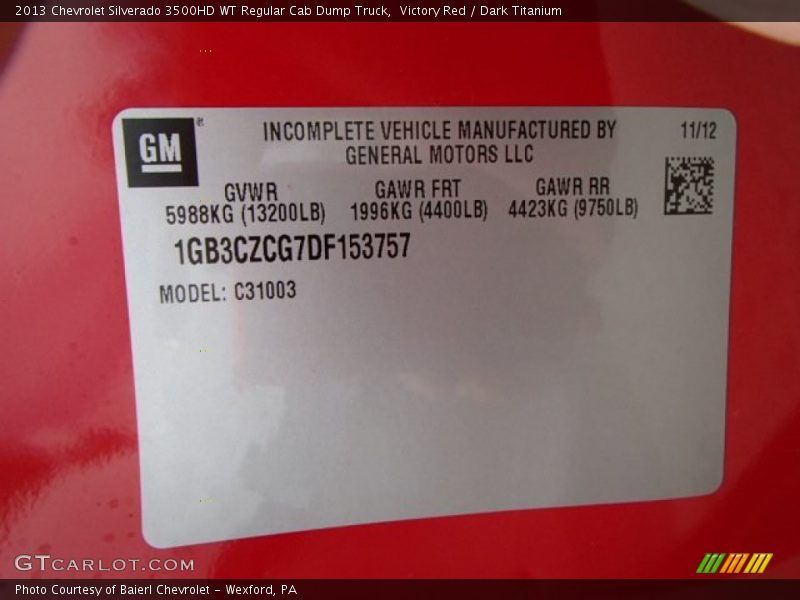 2013 Chevrolet Silverado 3500HD WT Regular Cab Dump Truck, Victory Red / Dark Titanium
GM®
INCOMPLETE VEHICLE MANUFACTURED BY
GENERAL MOTORS LLC
11/12
GVWR GAWR FRT GAWR RR
5988KG (13200LB) 1996KG (4400LB) 4423KG (9750LB)
1GB3CZCG7DF153757
MODEL: C31003
GTCARLOT.COM
Photo Courtesy of Baierl Chevrolet - Wexford, PA